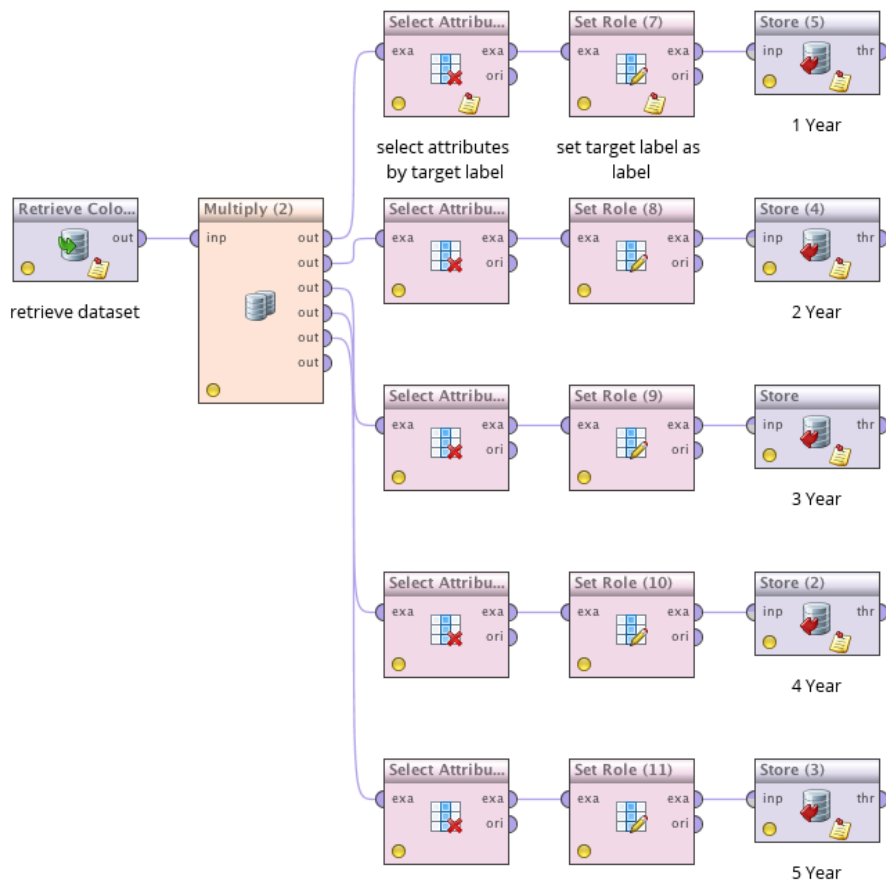 Select Attribu...
exa
exa
ori
Set Role (7)
exa
exa
ori
Store (5)
inp
thr
1 Year
select attributes
by target label
set target label as
label
Retrieve Colo...
out
retrieve dataset
Multiply (2)
inp
out
out
out
out
out
out
Select Attribu...
exa
exa
ori
Set Role (8)
exa
exa
ori
Store (4)
inp
thr
2 Year
Select Attribu...
exa
exa
ori
Set Role (9)
exa
exa
ori
Store
inp
thr
3 Year
Select Attribu...
exa
exa
ori
Set Role (10)
exa
exa
ori
Store (2)
inp
thr
4 Year
Select Attribu...
exa
exa
ori
Set Role (11)
exa
exa
ori
Store (3)
inp
thr
5 Year